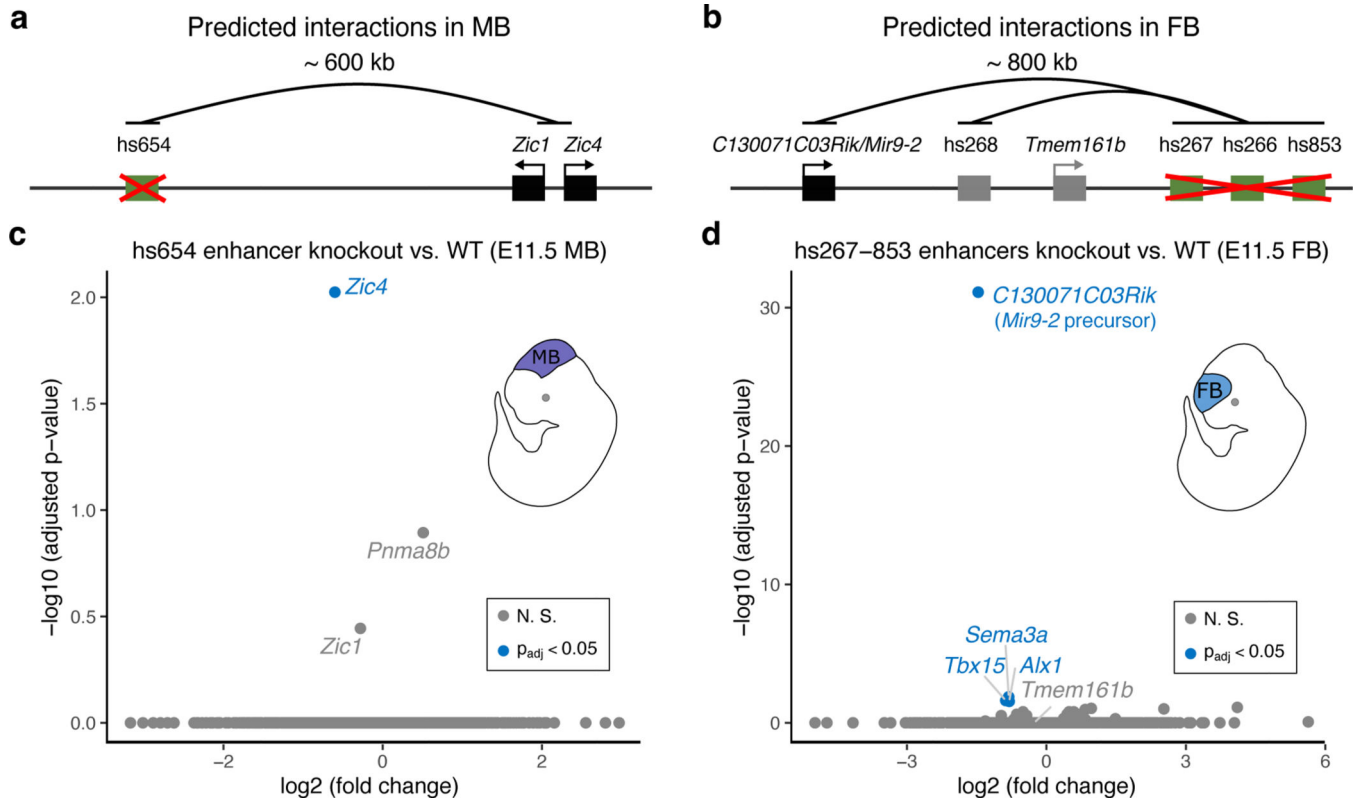 a
Predicted interactions in MB
~ 600 kb
hs654
Zic1
Zic4
b
Predicted interactions in FB
~ 800 kb
C130071C03Rik/Mir9-2
hs268
Tmem161b
hs267
hs266
hs853
c
hs654 enhancer knockout vs. WT (E11.5 MB)
−log10 (adjusted p−value)
2.0
1.5
1.0
0.5
0.0
Zic4
MB
Pnma8b
Zic1
N. S.
padj < 0.05
−2
0
2
log2 (fold change)
d
hs267−853 enhancers knockout vs. WT (E11.5 FB)
−log10 (adjusted p−value)
30
20
10
0
C130071C03Rik
(Mir9-2 precursor)
FB
Sema3a
Tbx15
Alx1
Tmem161b
N. S.
padj < 0.05
−3
0
3
6
log2 (fold change)